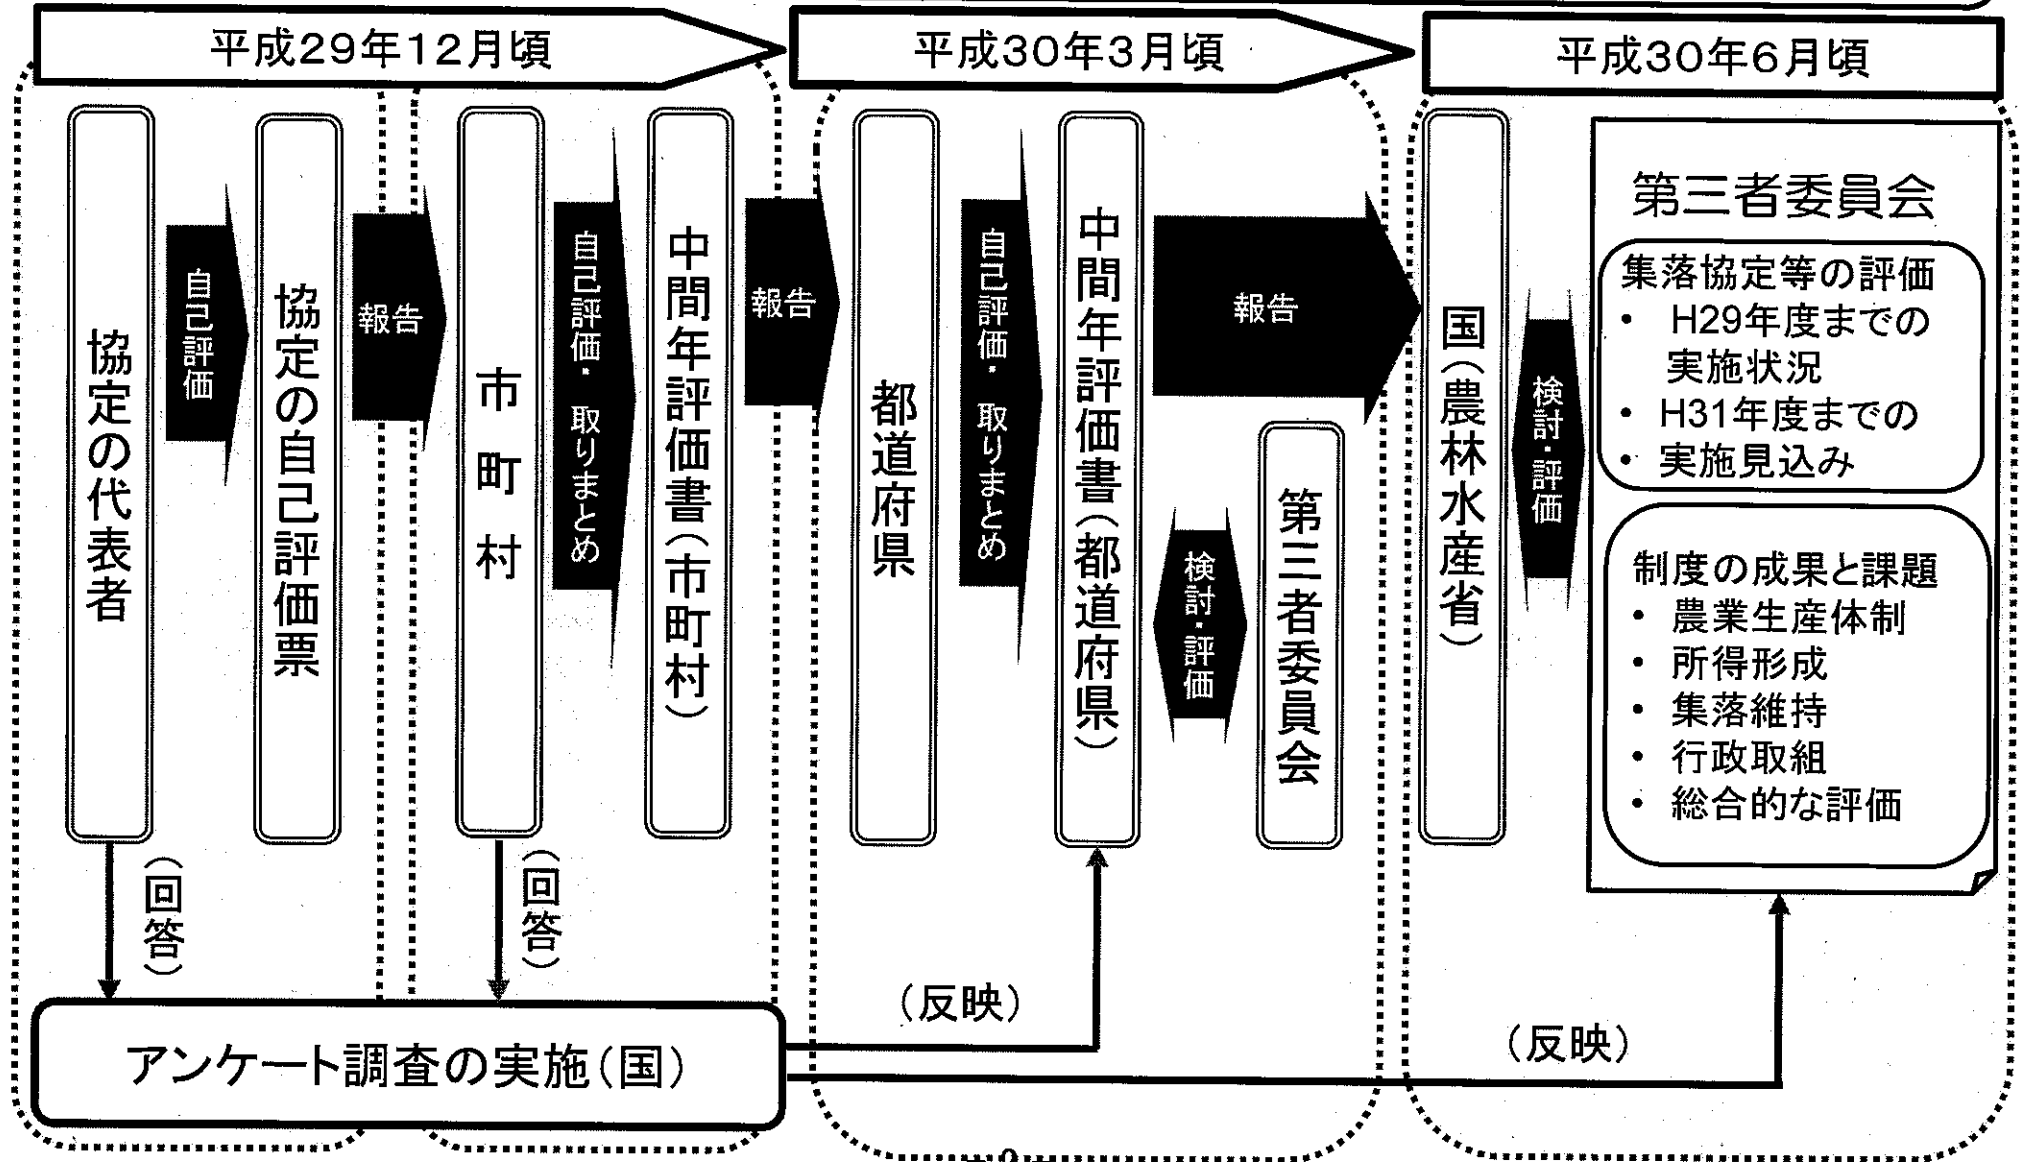 平成29年12月頃
平成30年3月頃
平成30年6月頃
協定の代表者
自己評価
協定の自己評価票
報告
市町村
自己評価・取りまとめ
中間年評価書(市町村)
報告
都道府県
自己評価・取りまとめ
中間年評価書(都道府県)
報告
検討・評価
第三者委員会
国(農林水産省)
検討・評価
第三者委員会
集落協定等の評価
• H29年度までの
実施状況
• H31年度までの
• 実施見込み
制度の成果と課題
• 農業生産体制
• 所得形成
• 集落維持
• 行政取組
• 総合的な評価
(回答)
(回答)
アンケート調査の実施(国)
(反映)
(反映)